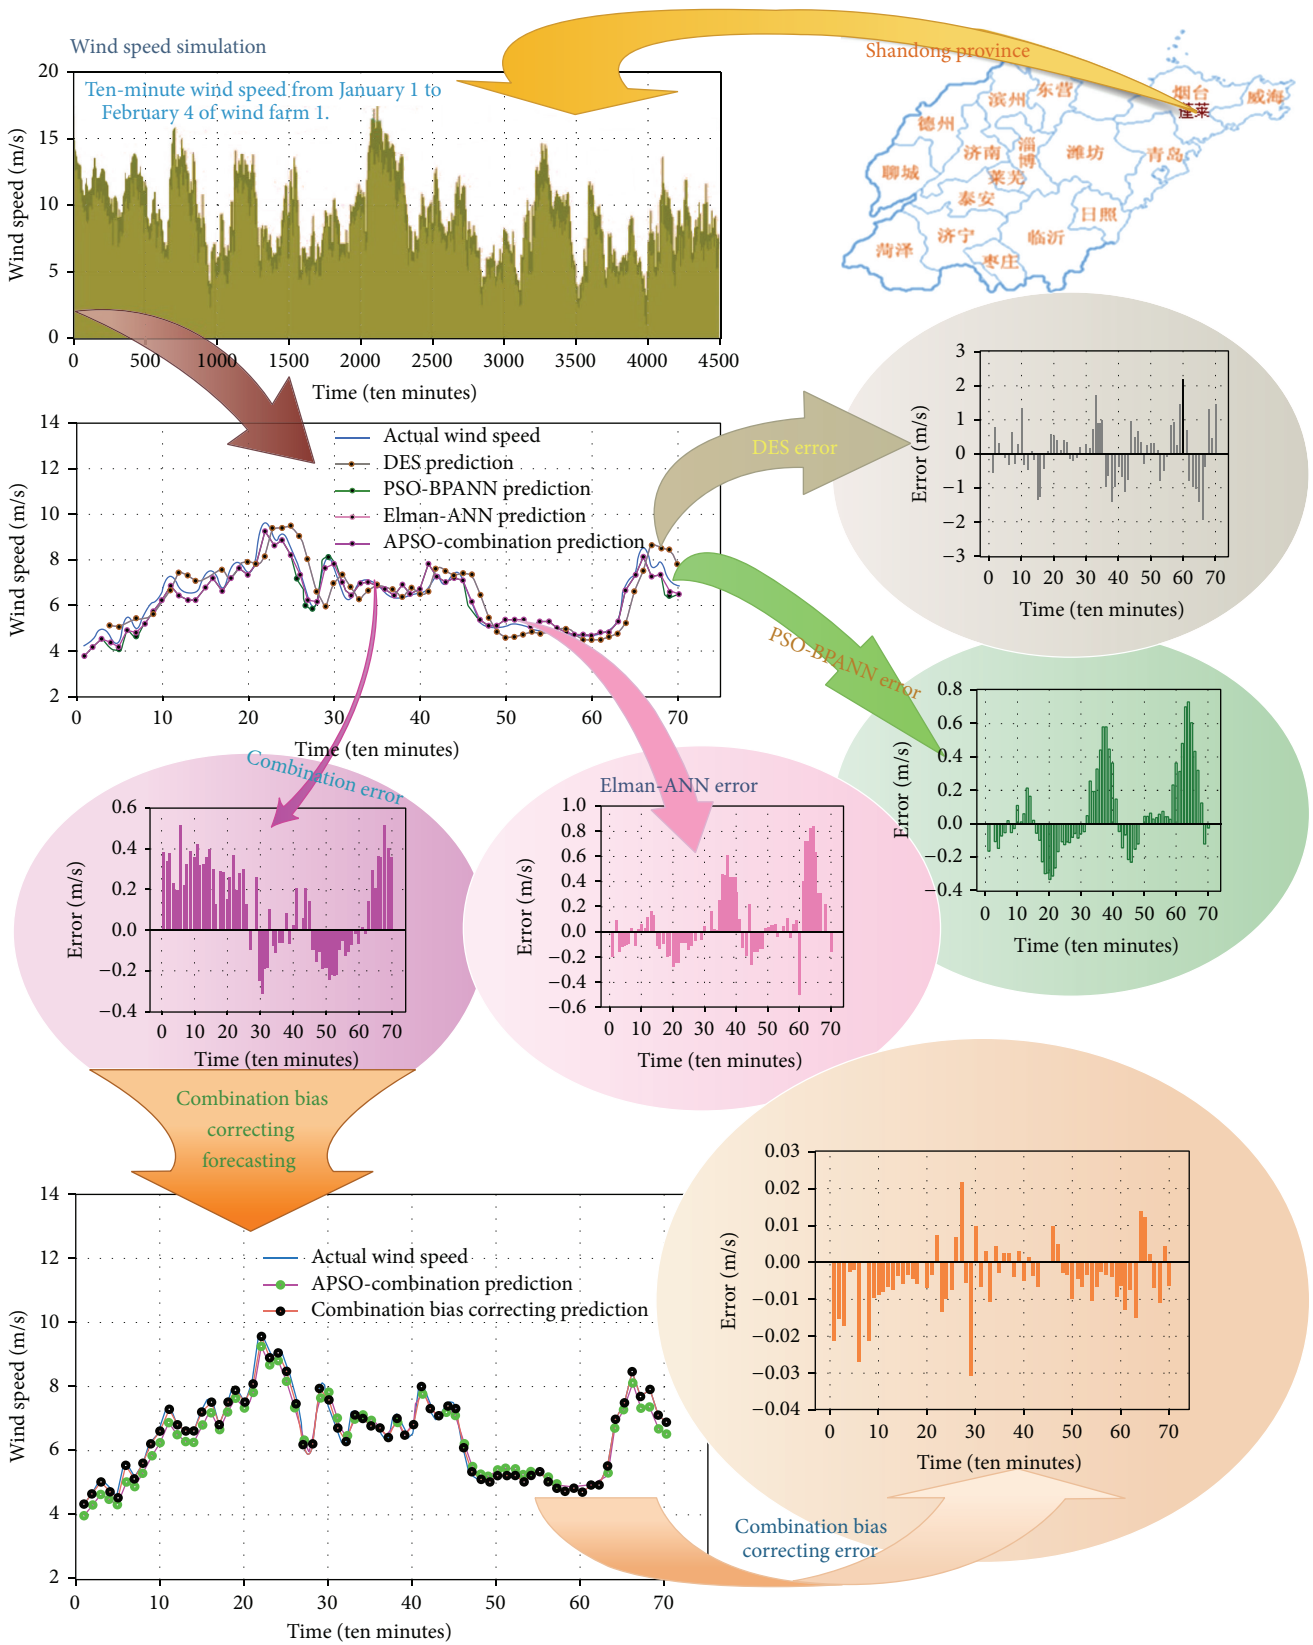 Wind speed simulation
Shandong province
Ten-minute wind speed from January 1 to
February 4 of wind farm 1.
Wind speed (m/s)
20
15
10
5
0
0 500 1000 1500 2000 2500 3000 3500 4000 4500
Time (ten minutes)
滨州
东营
烟台
蓬莱
威海
德州
济南
淄博
潍坊
青岛
聊城
莱芜
泰安
日照
菏泽
济宁
临沂
枣庄
Wind speed (m/s)
14
12
10
8
6
4
2
Actual wind speed
DES prediction
PSO-BPANN prediction
Elman-ANN prediction
APSO-combination prediction
0 10 20 30 40 50 60 70
Time (ten minutes)
DES error
Error (m/s)
3
2
1
0
−1
−2
−3
0 10 20 30 40 50 60 70
Time (ten minutes)
PSO-BPANN error
Error (m/s)
0.8
0.6
0.4
0.2
0.0
−0.2
−0.4
0 10 20 30 40 50 60 70
Time (ten minutes)
Combination error
Error (m/s)
0.6
0.4
0.2
0.0
−0.2
−0.4
0 10 20 30 40 50 60 70
Time (ten minutes)
Elman-ANN error
Error (m/s)
1.0
0.8
0.6
0.4
0.2
0.0
−0.2
−0.4
−0.6
0 10 20 30 40 50 60 70
Time (ten minutes)
Combination bias
correcting
forecasting
Wind speed (m/s)
14
12
10
8
6
4
2
Actual wind speed
APSO-combination prediction
Combination bias correcting prediction
0 10 20 30 40 50 60 70
Time (ten minutes)
Error (m/s)
0.03
0.02
0.01
0.00
−0.01
−0.02
−0.03
−0.04
0 10 20 30 40 50 60 70
Time (ten minutes)
Combination bias
correcting error